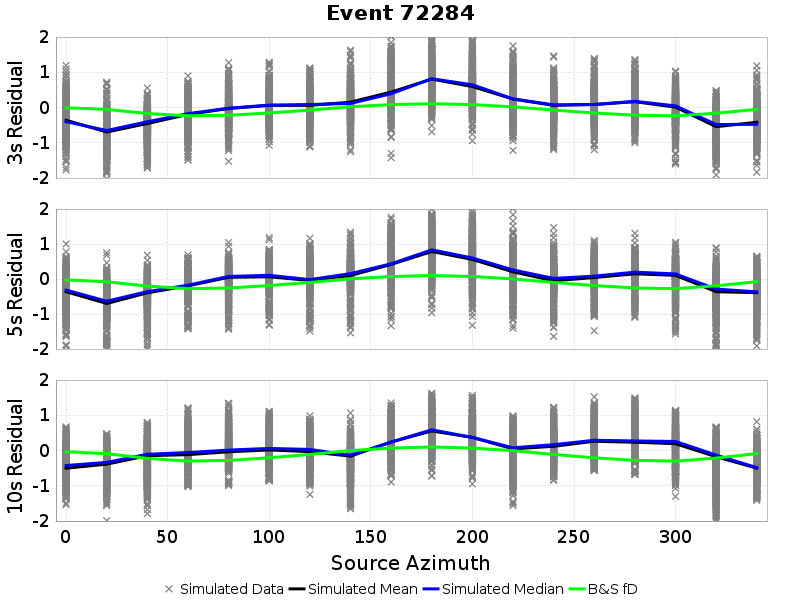 Event 72284
3s Residual
2
1
0
-1
-2
5s Residual
2
1
0
-1
-2
10s Residual
2
1
0
-1
-2
0 50 100 150 200 250 300
Source Azimuth
Simulated Data Simulated Mean Simulated Median B&S fD